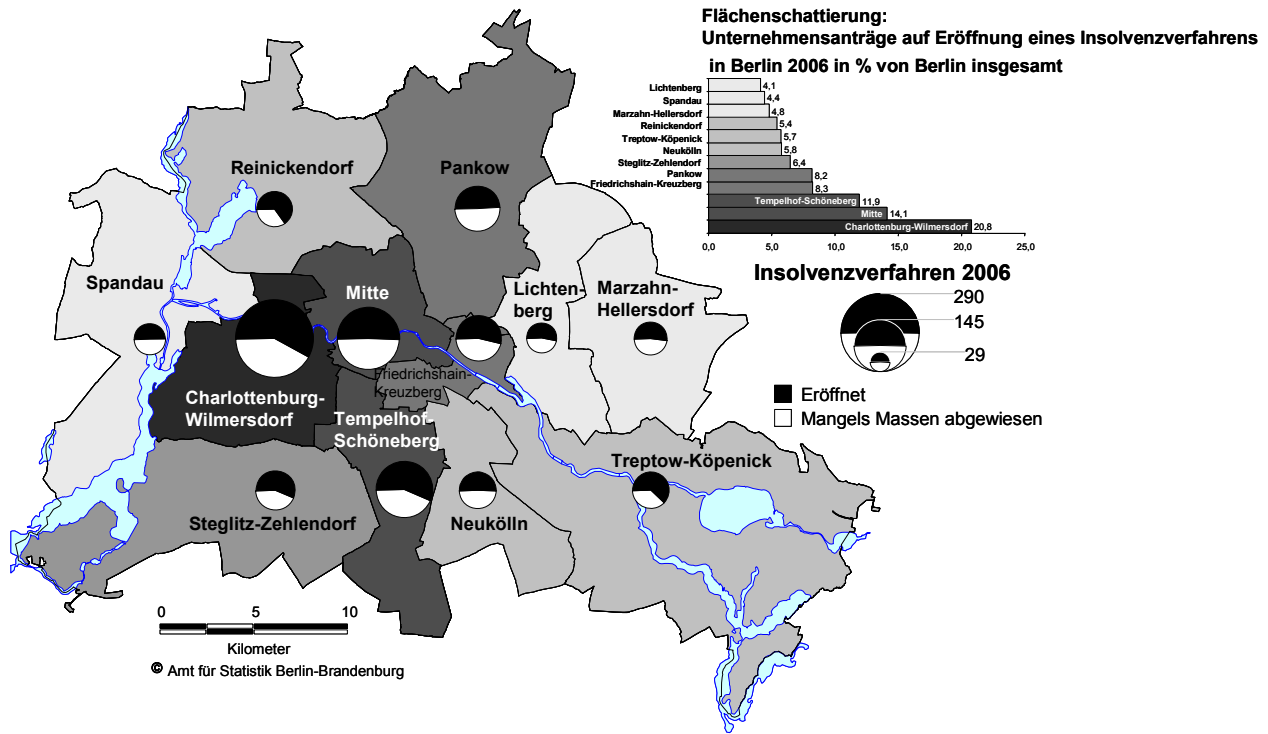 Flächenschattierung:
Unternehmensanträge auf Eröffnung eines Insolvenzverfahrens
in Berlin 2006 in % von Berlin insgesamt
Lichtenberg 4,1
Spandau 4,4
Marzahn-Hellersdorf 4,8
Reinickendorf 5,4
Treptow-Köpenick 5,7
Neukölln 5,8
Steglitz-Zehlendorf 6,4
Pankow 8,2
Friedrichshain-Kreuzberg 8,3
Tempelhof-Schöneberg 11,9
Mitte 14,1
Charlottenburg-Wilmersdorf 20,8
0,0 5,0 10,0 15,0 20,0 25,0
Insolvenzverfahren 2006
290
145
29
Eröffnet
Mangels Massen abgewiesen
Reinickendorf
Pankow
Spandau
Mitte
Lichten-
berg
Marzahn-
Hellersdorf
Friedrichshain-
Kreuzberg
Charlottenburg-
Wilmersdorf
Tempelhof-
Schöneberg
Treptow-Köpenick
Steglitz-Zehlendorf
Neukölln
0 5 10
Kilometer
© Amt für Statistik Berlin-Brandenburg